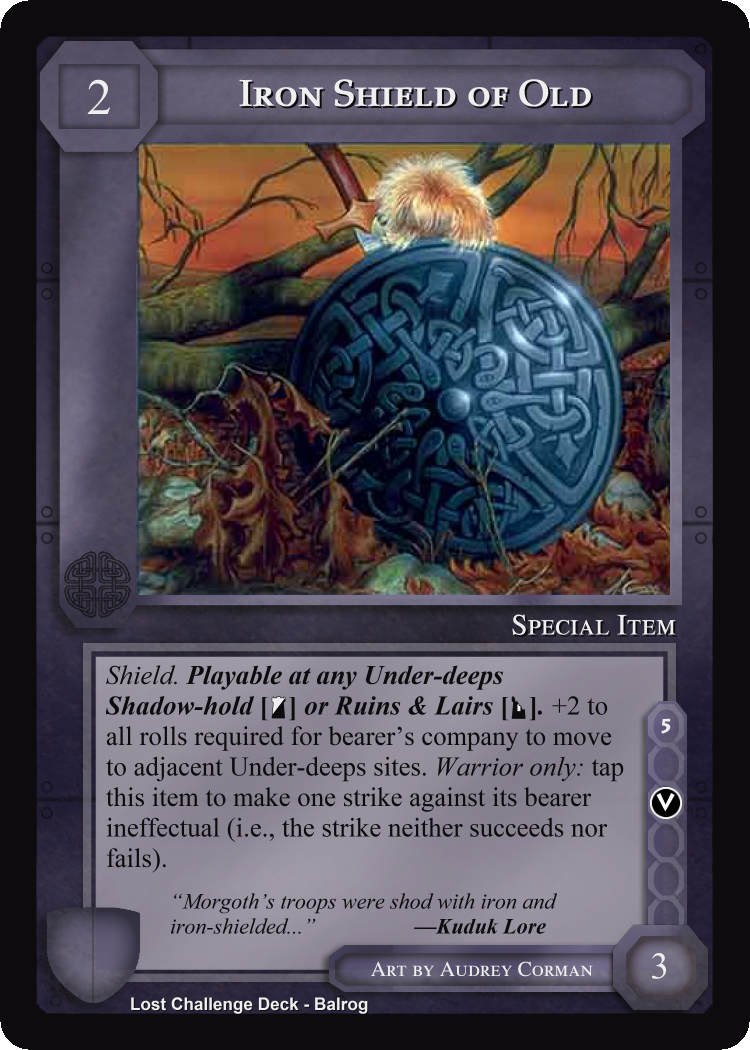 2
Iron Shield of Old
Special Item
Shield. Playable at any Under-deeps
Shadow-hold [] or Ruins & Lairs []. +2 to
all rolls required for bearer’s company to move
to adjacent Under-deeps sites. Warrior only: tap
this item to make one strike against its bearer
ineffectual (i.e., the strike neither succeeds nor
fails).
5
V
“Morgoth’s troops were shod with iron and
iron-shielded...” —Kuduk Lore
Art by Audrey Corman
3
Lost Challenge Deck - Balrog